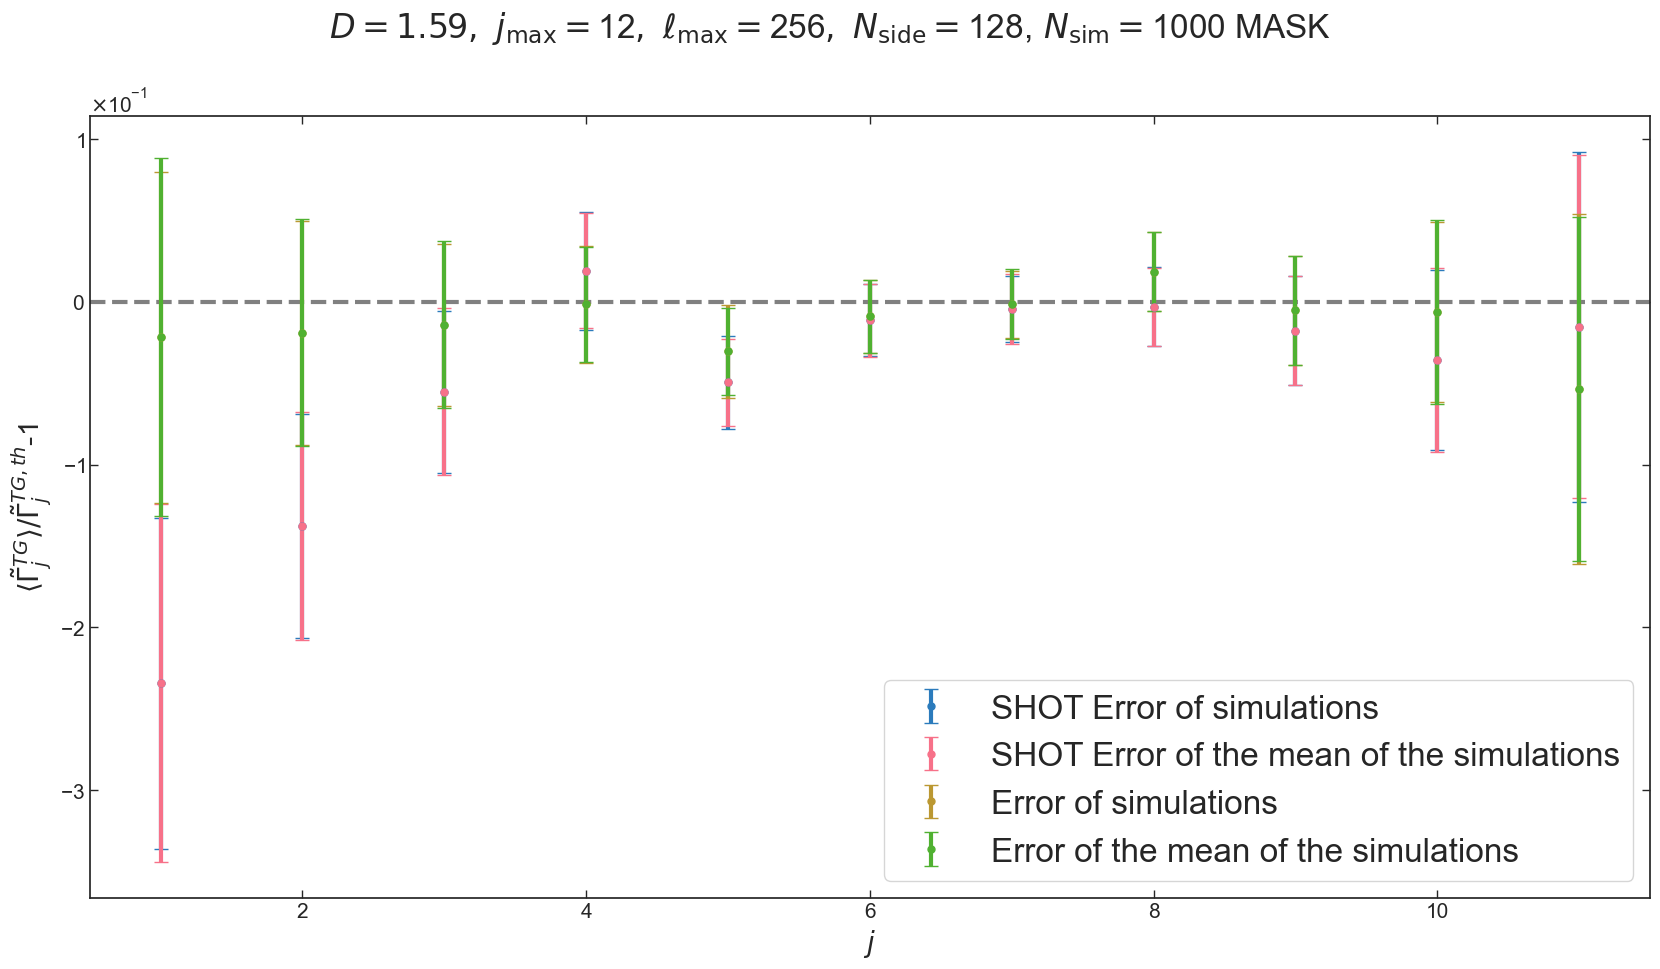 D = 1.59, j_max = 12, ℓ_max = 256, N_side = 128, N_sim = 1000 MASK
×10⁻¹
1
0
−1
−2
−3
⟨Γ̃_j^{TG}⟩/Γ̃_j^{TG, th}-1
SHOT Error of simulations
SHOT Error of the mean of the simulations
Error of simulations
Error of the mean of the simulations
2 4 6 8 10
j